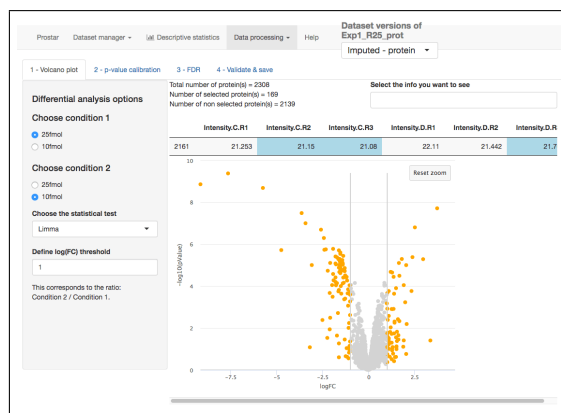 Dataset versions of
Prostar Dataset manager Descriptive statistics Data processing Help Exp1_R25_prot
Imputed - protein
1 - Volcano plot 2 - p-value calibration 3 - FDR 4 - Validate & save
Total number of protein(s) = 2308 Select the info you want to see
Number of selected protein(s) = 169
Number of non selected protein(s) = 2139
Differential analysis options
Choose condition 1
25fmol
10fmol
Choose condition 2
25fmol
10fmol
Choose the statistical test
Limma
Define log(FC) threshold
1
This corresponds to the ratio:
Condition 2 / Condition 1.
Intensity.C.R1 Intensity.C.R2 Intensity.C.R3 Intensity.D.R1 Intensity.D.R2 Intensity.D.R
2161 21.253 21.15 21.08 22.11 21.442 21.7
Reset zoom
-log10(pValue)
10
8
6
4
2
0
-7.5 -5 -2.5 0 2.5
logFC